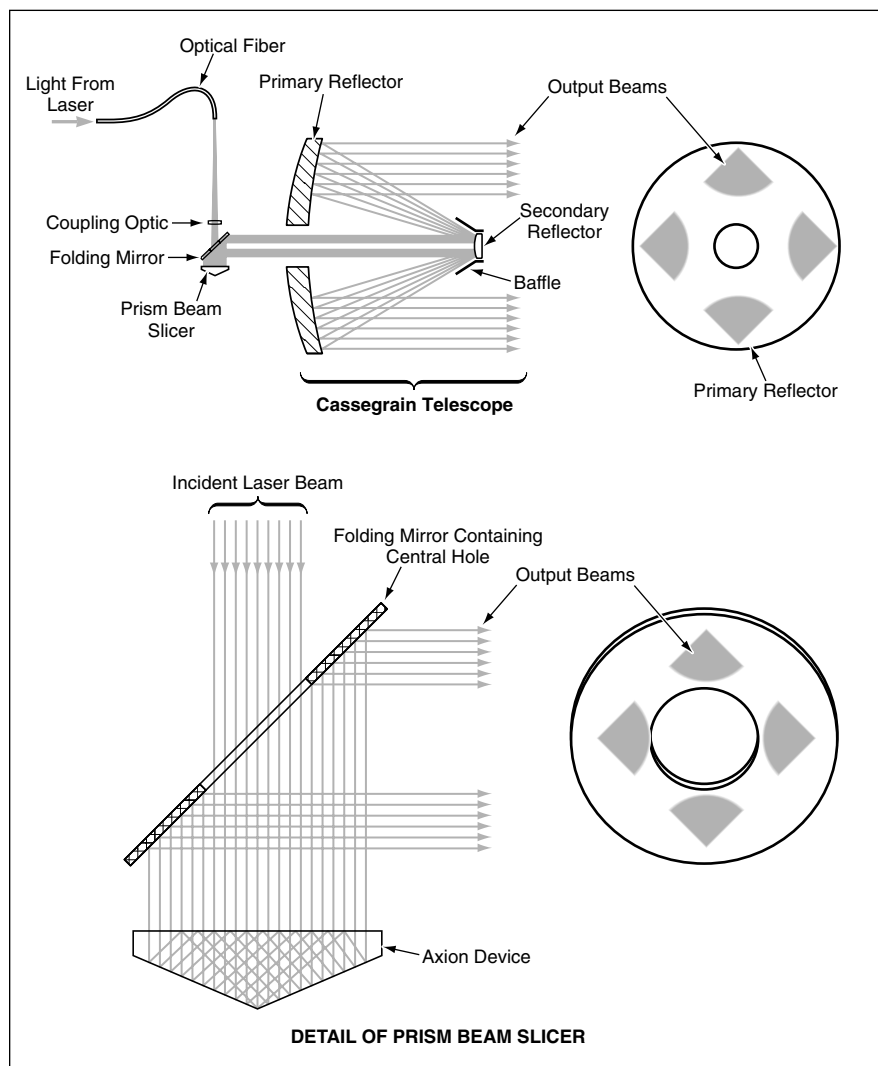 Optical Fiber
Light From
Laser
Primary Reflector
Output Beams
Coupling Optic
Folding Mirror
Prism Beam
Slicer
Secondary
Reflector
Baffle
Primary Reflector
Cassegrain Telescope
Incident Laser Beam
Folding Mirror Containing
Central Hole
Output Beams
Axion Device
DETAIL OF PRISM BEAM SLICER